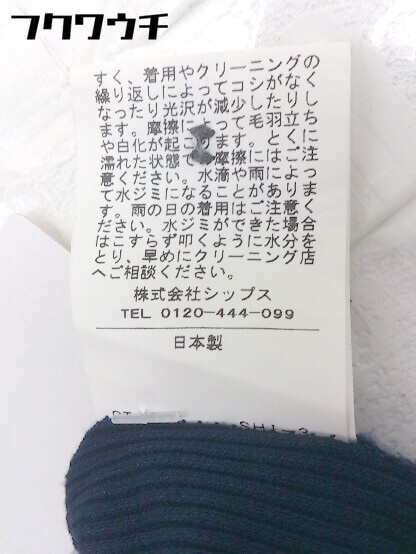 フクワウチ
すく、着用やクリーニングの
繰り返しによってコシがなく
なったり光沢が減少したりし
ます。摩擦によって毛羽立ち
や白化が起こります。とくに
濡れた状態で 摩擦にはご注
意ください。水滴や雨によっ
て水ジミになることがありま
す。雨の日の着用はご注意く
ださい。水ジミができた場合
はこすらず叩くように水分を
とり、早めにクリーニング店
へご相談ください。
株式会社シップス
TEL 0120-444-099
日本製